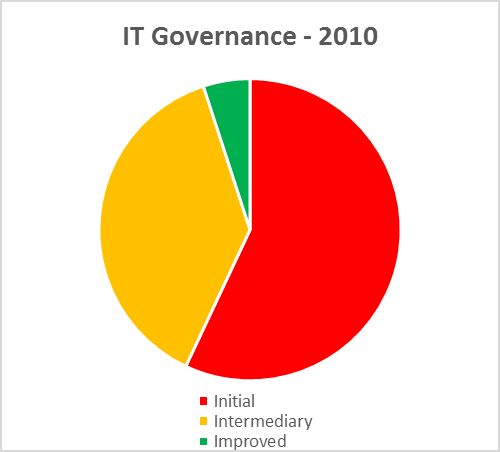 IT Governance - 2010
Initial
Intermediary
Improved